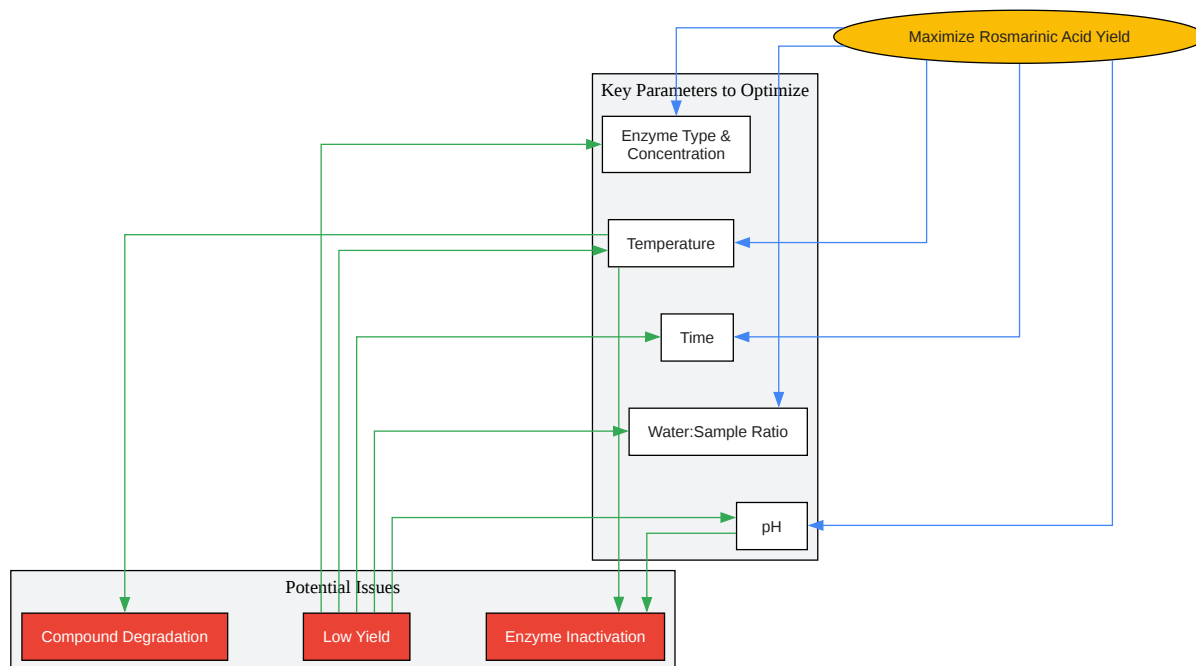 Maximize Rosmarinic Acid Yield
Key Parameters to Optimize
Enzyme Type &
Concentration
Temperature
Time
Water:Sample Ratio
pH
Potential Issues
Compound Degradation
Low Yield
Enzyme Inactivation